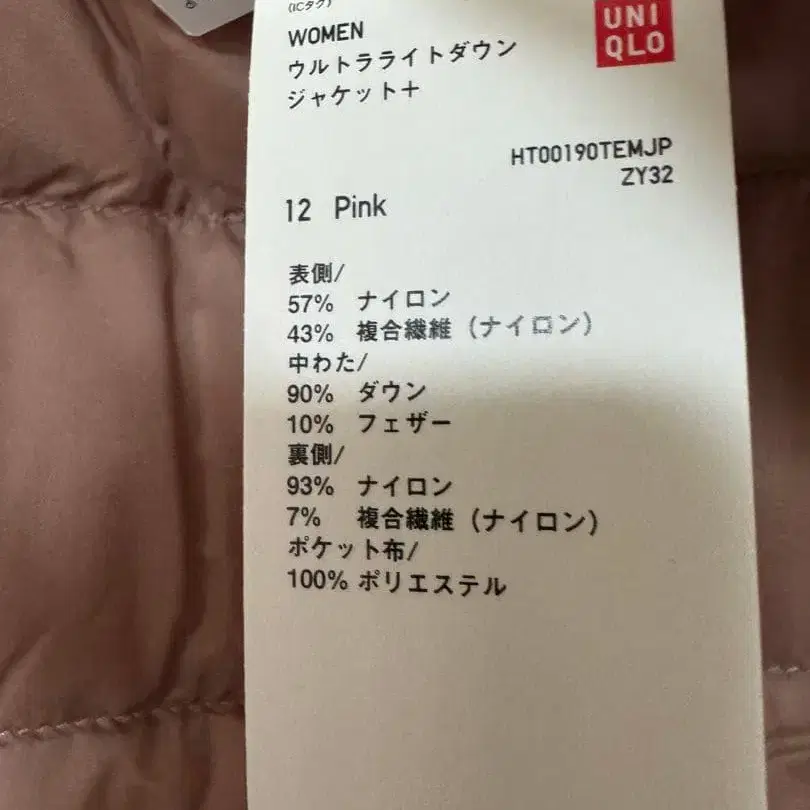 (ICタグ)
WOMEN
ウルトラライトダウン
ジャケット＋
UNI
QLO
HT00190TEMJP
ZY32
12 Pink
表側/
57% ナイロン
43% 複合繊維（ナイロン）
中わた/
90% ダウン
10% フェザー
裏側/
93% ナイロン
7% 複合繊維（ナイロン）
ポケット布/
100% ポリエステル